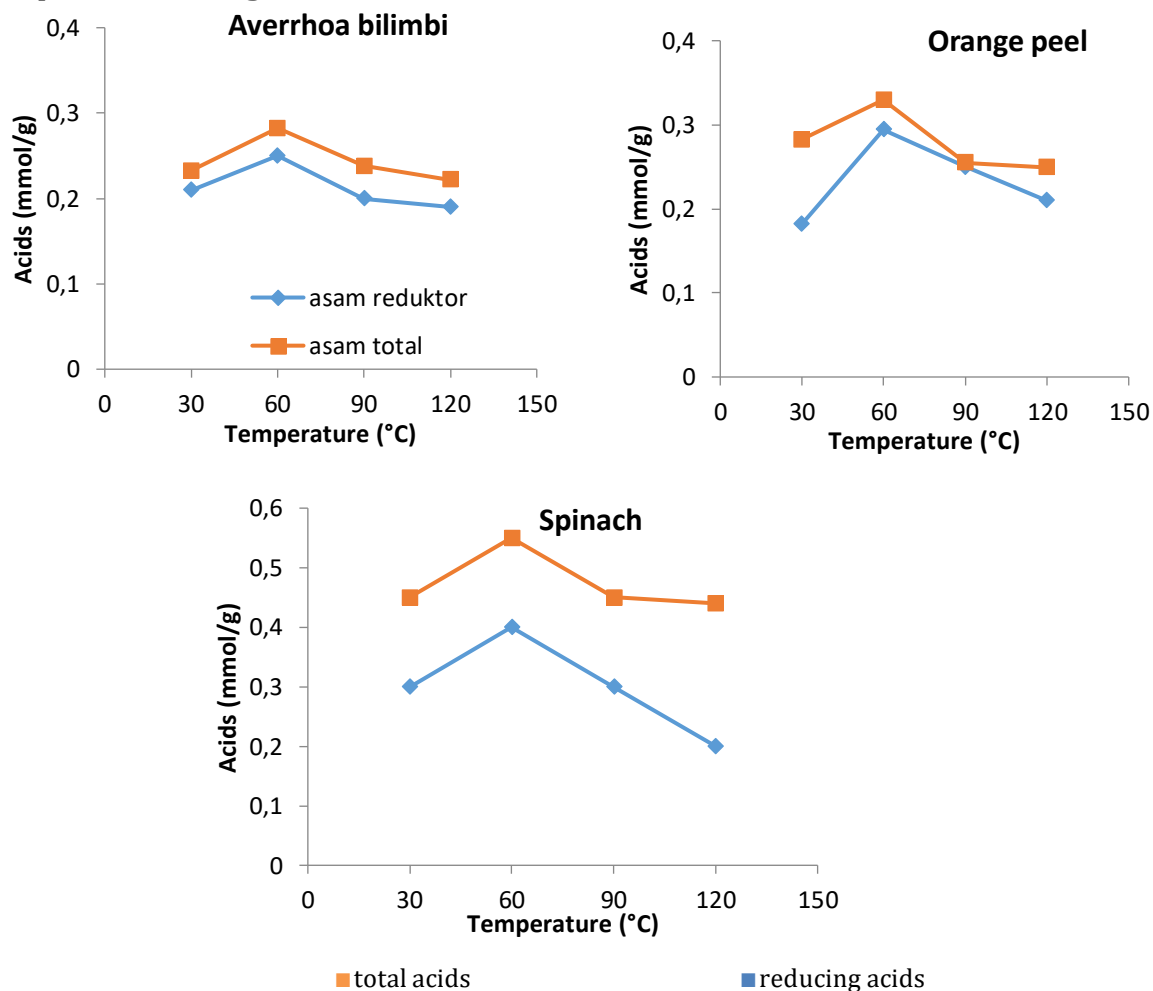 Averrhoa bilimbi
0,4
0,3
0,2
0,1
0
Acids (mmol/g)
asam reduktor
asam total
0 30 60 90 120 150
Temperature (°C)
Orange peel
0,4
0,3
0,2
0,1
0
Acids (mmol/g)
0 30 60 90 120 150
Temperature (°C)
Spinach
0,6
0,5
0,4
0,3
0,2
0,1
0
Acids (mmol/g)
0 30 60 90 120 150
Temperature (°C)
total acids
reducing acids